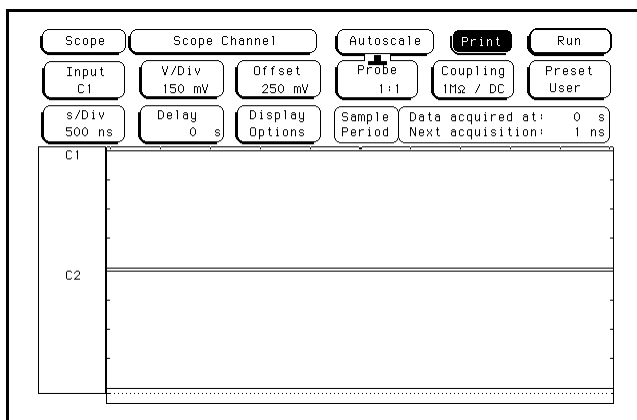 Scope Scope Channel Autoscale Print Run
Input V/Div Offset Probe Coupling Preset
C1 150 mV 250 mV 1:1 1MΩ / DC User
s/Div Delay Display Sample Data acquired at: 0 s
500 ns 0 s Options Period Next acquisition: 1 ns
C1
C2